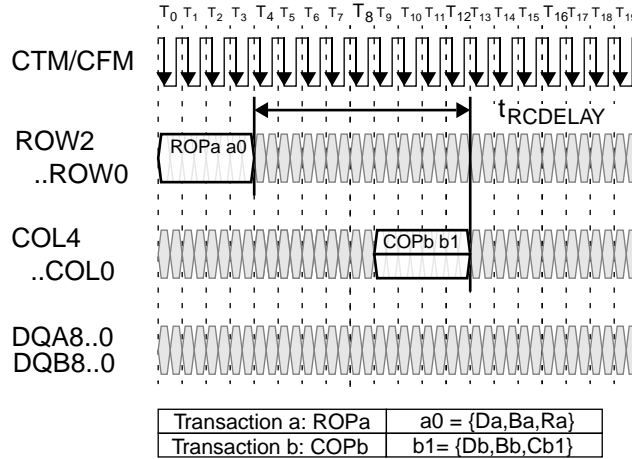 T0 T1 T2 T3 T4 T5 T6 T7 T8 T9 T10 T11 T12 T13 T14 T15 T16 T17 T18 T19
CTM/CFM
tRCDELAY
ROW2
..ROW0
ROPa a0
COL4
..COL0
COPb b1
DQA8..0
DQB8..0
Transaction a: ROPa a0 = {Da,Ba,Ra}
Transaction b: COPb b1= {Db,Bb,Cb1}